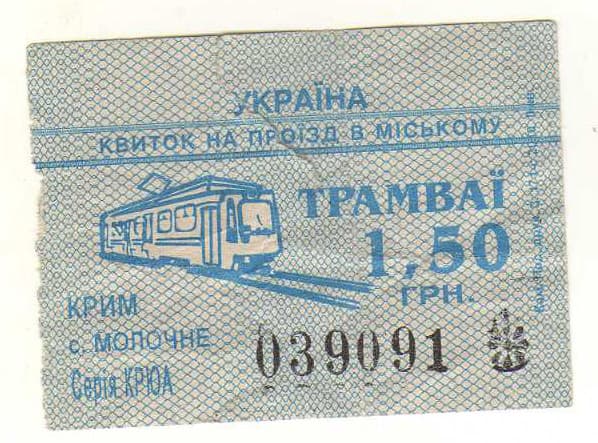 УКРАЇНА
КВИТОК НА ПРОЇЗД В МІСЬКОМУ
ТРАМВАЇ
1,50
ГРН.
КРИМ
с. МОЛОЧНЕ
Серія КРЮА
039091